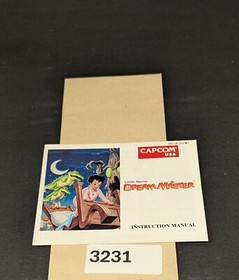 CAPCOM
USA
Little Nemo
DREAM MASTER
INSTRUCTION MANUAL
3231